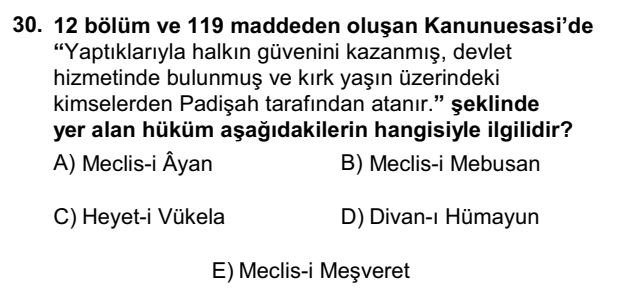 30. 12 bölüm ve 119 maddeden oluşan Kanunuesasi’de
“Yaptıklarıyla halkın güvenini kazanmış, devlet
hizmetinde bulunmuş ve kırk yaşın üzerindeki
kimselerden Padişah tarafından atanır.” şeklinde
yer alan hüküm aşağıdakilerin hangisiyle ilgilidir?
A) Meclis-i Âyan B) Meclis-i Mebusan
C) Heyet-i Vükela D) Divan-ı Hümayun
E) Meclis-i Meşveret